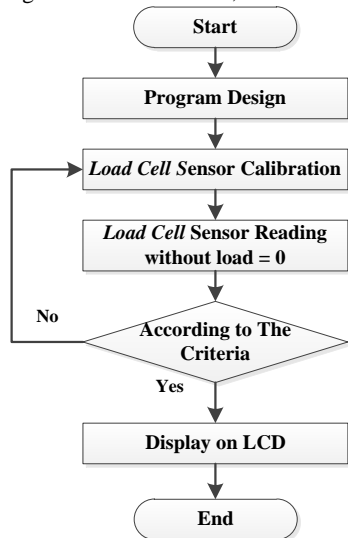 Start
Program Design
Load Cell Sensor Calibration
Load Cell Sensor Reading
without load = 0
No
According to The
Criteria
Yes
Display on LCD
End